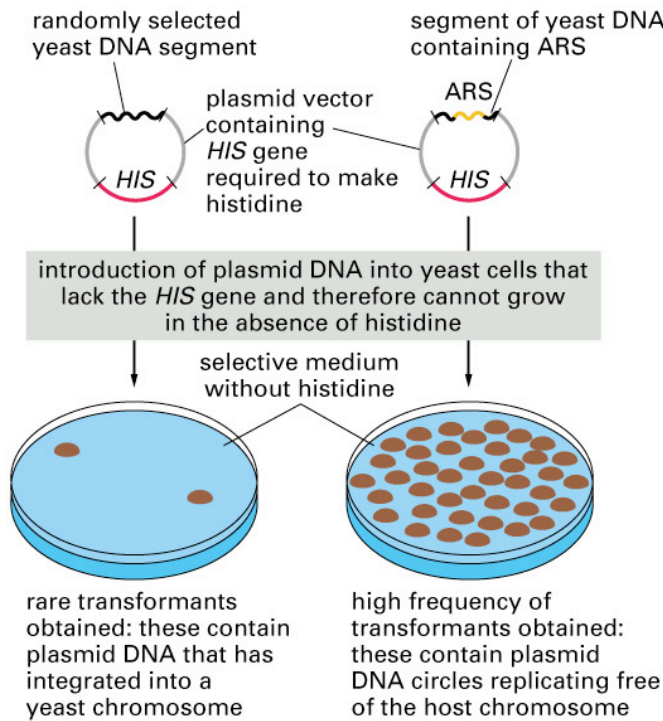 randomly selected
yeast DNA segment
segment of yeast DNA
containing ARS
ARS
plasmid vector
containing
HIS gene
required to make
histidine
HIS
HIS
introduction of plasmid DNA into yeast cells that
lack the HIS gene and therefore cannot grow
in the absence of histidine
selective medium
without histidine
rare transformants
obtained: these contain
plasmid DNA that has
integrated into a
yeast chromosome
high frequency of
transformants obtained:
these contain plasmid
DNA circles replicating free
of the host chromosome